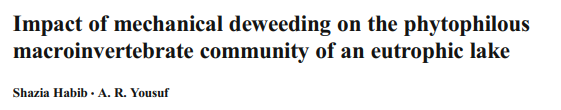 Impact of mechanical deweeding on the phytophilous
macroinvertebrate community of an eutrophic lake
Shazia Habib · A. R. Yousuf